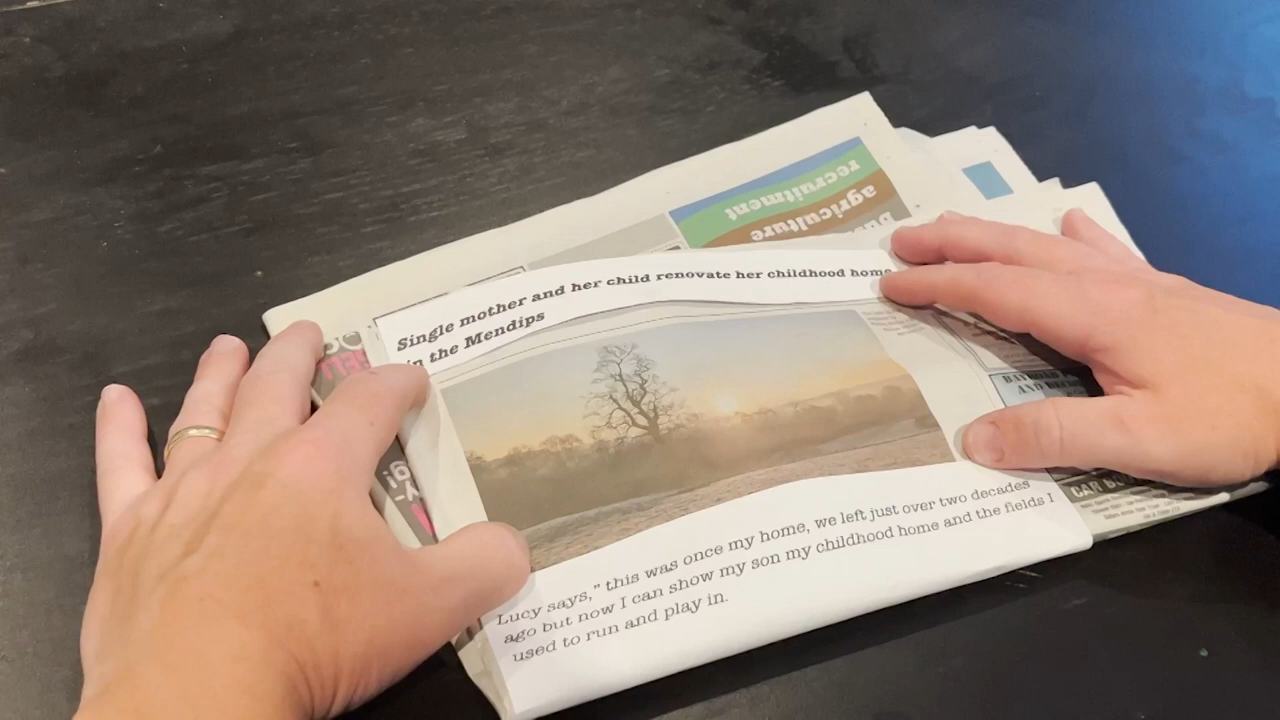 recruitment
agriculture
Single mother and her child renovate her childhood home
in the Mendips
Lucy says,” this was once my home, we left just over two decades
ago but now I can show my son my childhood home and the fields I
used to run and play in.